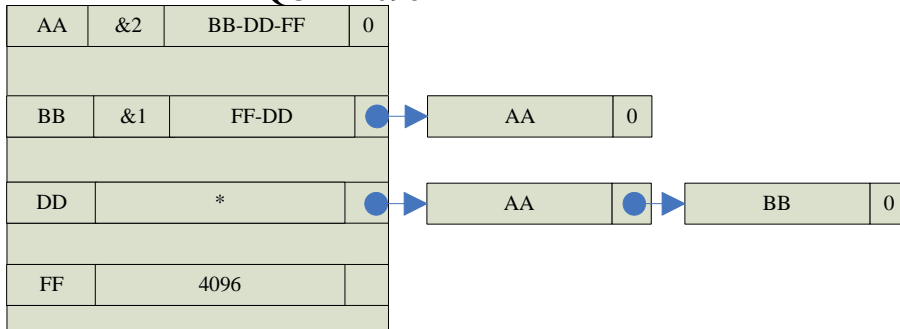 AA &2 BB-DD-FF 0
BB &1 FF-DD AA 0
DD * AA BB 0
FF 4096